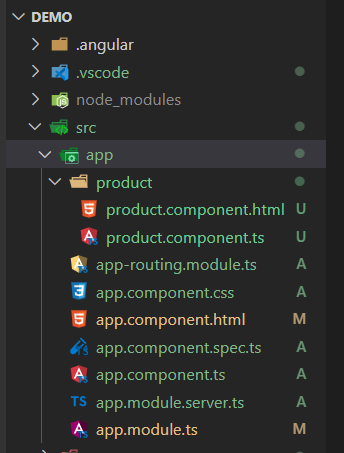 DEMO
.angular
.vscode
node_modules
src
app
product
product.component.html U
product.component.ts U
app-routing.module.ts A
app.component.css A
app.component.html M
app.component.spec.ts A
app.component.ts A
TS app.module.server.ts A
app.module.ts M